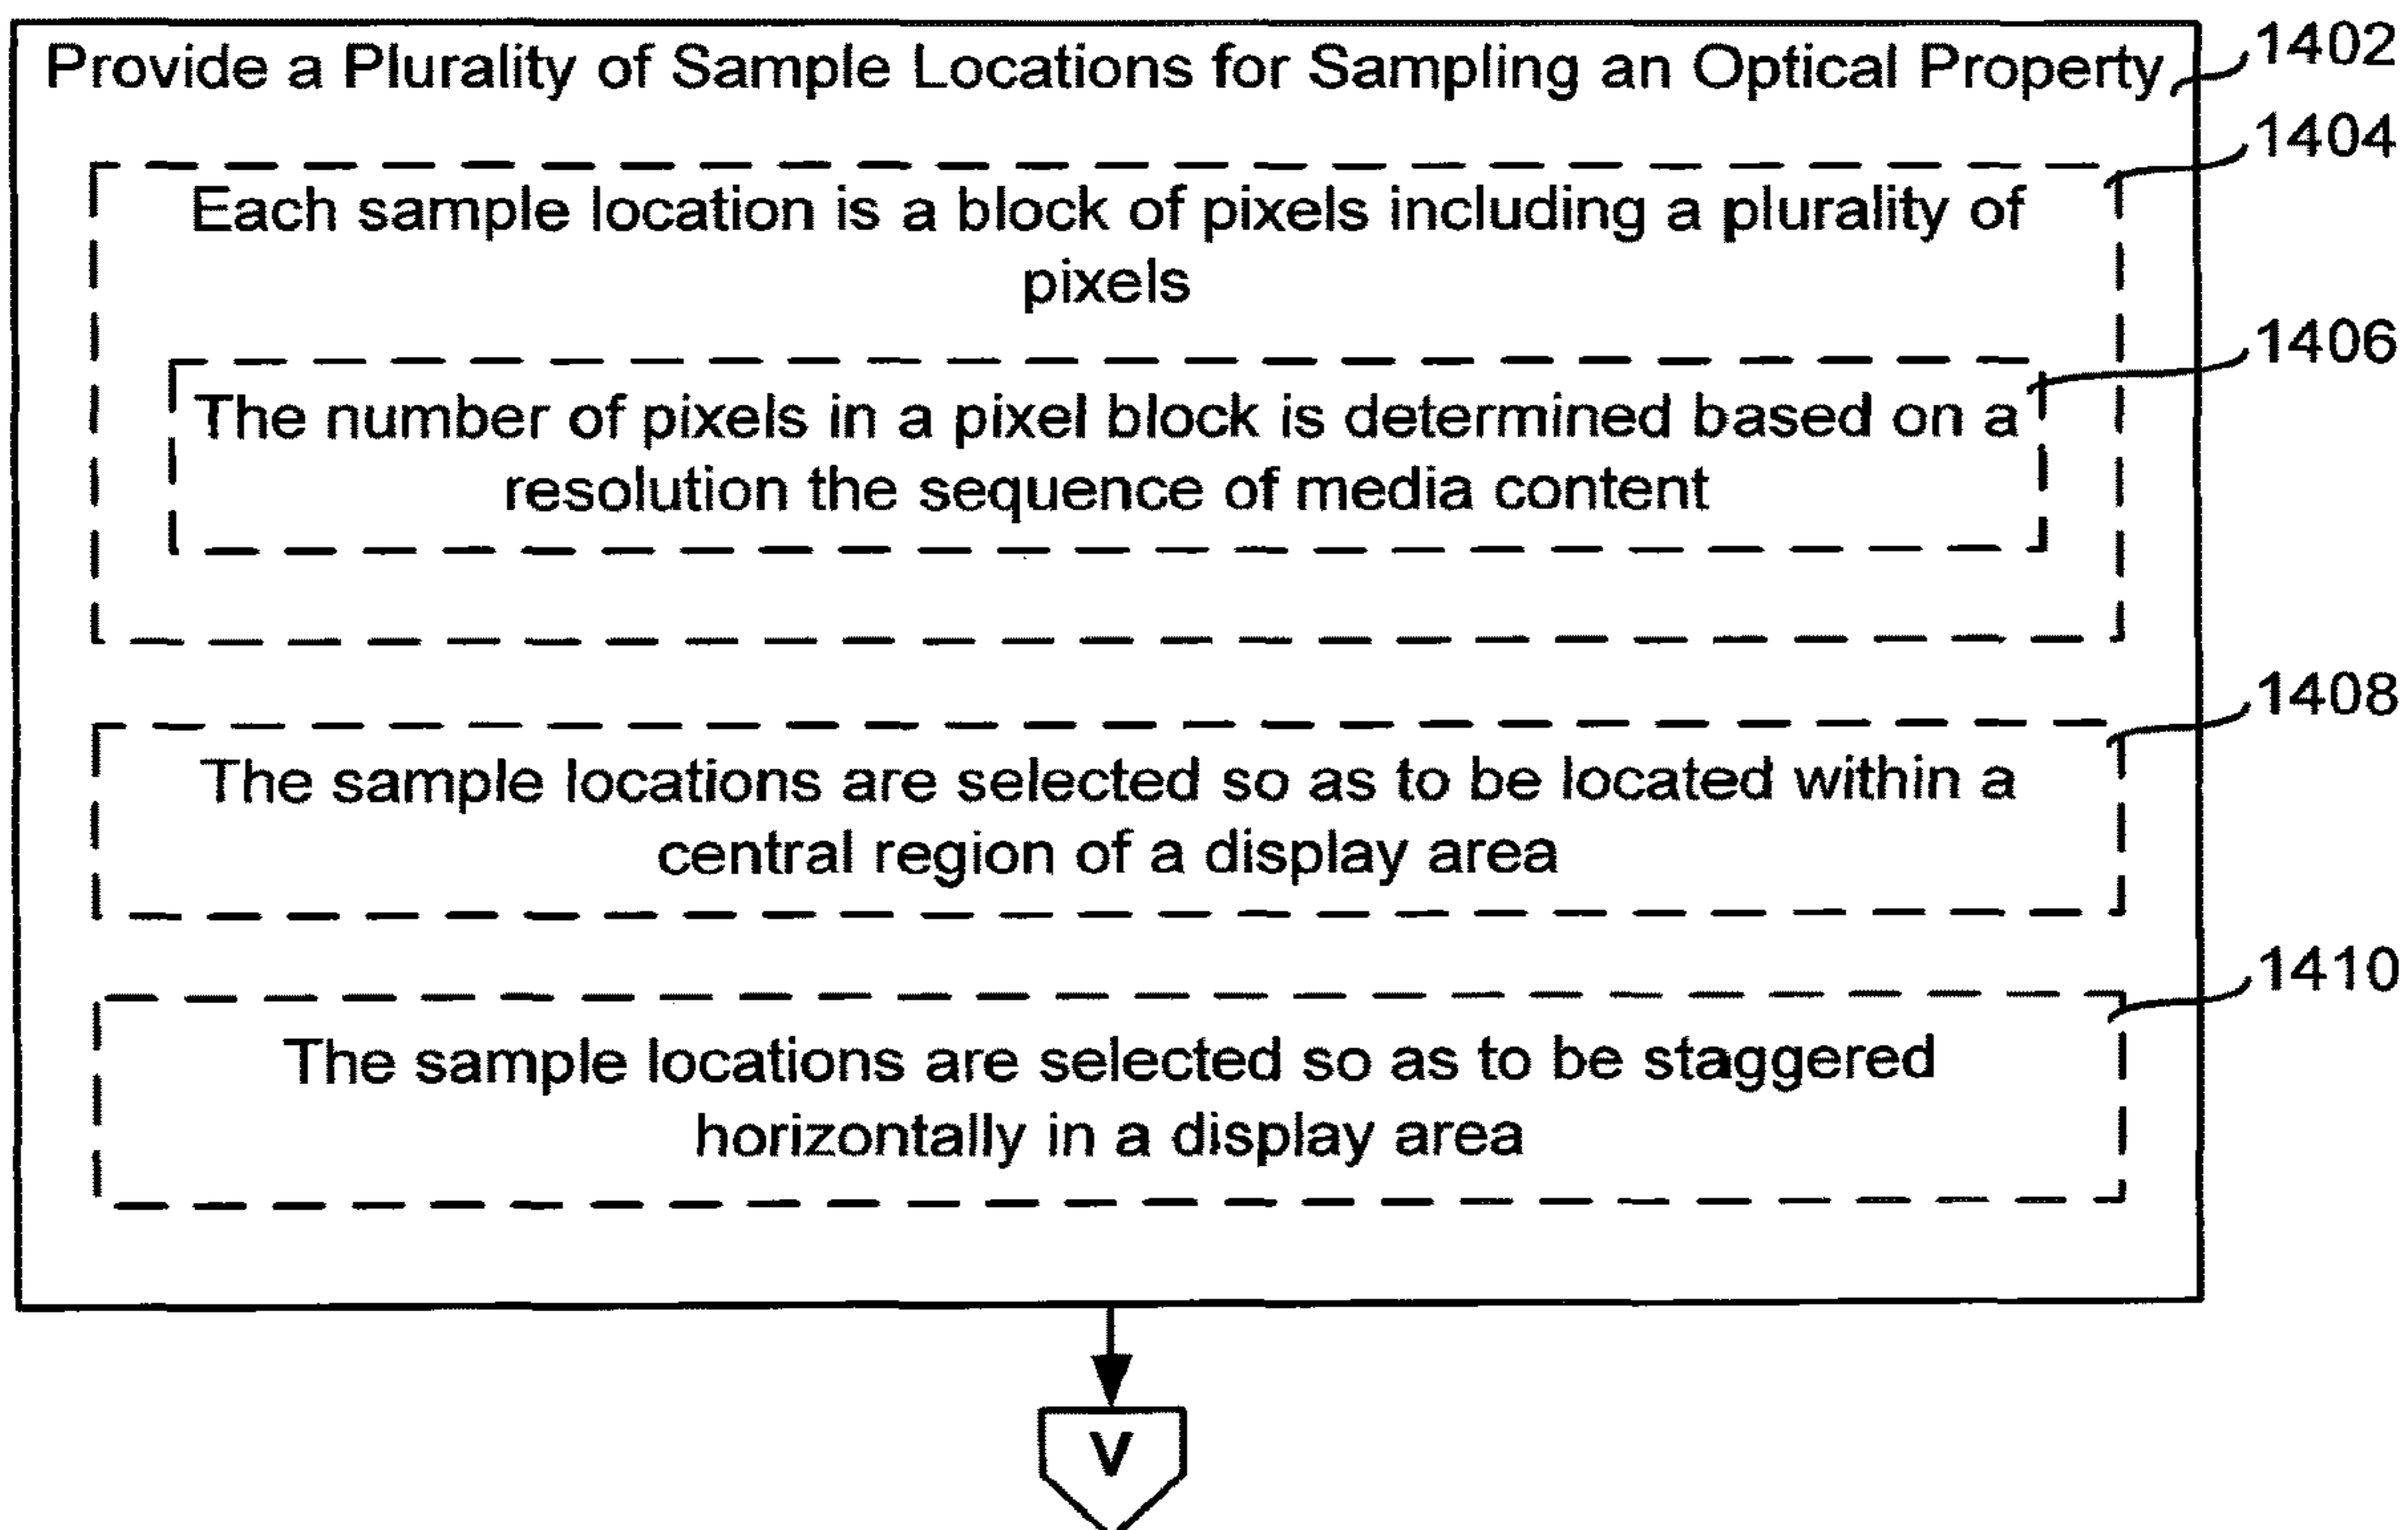 Provide a Plurality of Sample Locations for Sampling an Optical Property
1402
1404
Each sample location is a block of pixels including a plurality of
pixels
1406
The number of pixels in a pixel block is determined based on a
resolution the sequence of media content
1408
The sample locations are selected so as to be located within a
central region of a display area
1410
The sample locations are selected so as to be staggered
horizontally in a display area
V